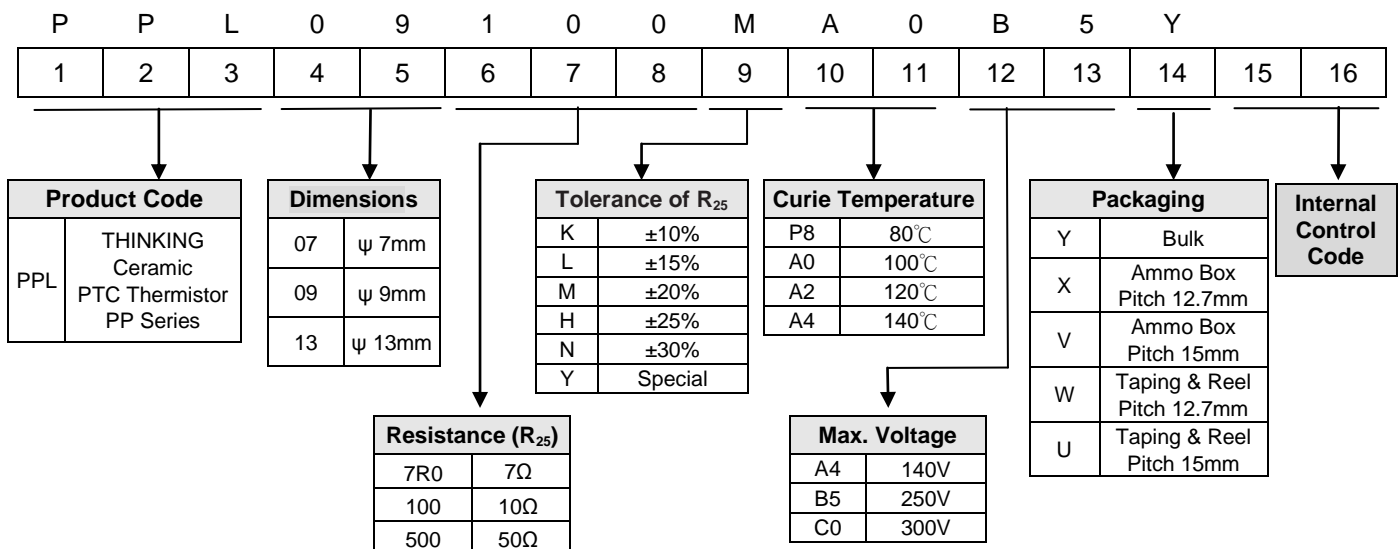 P P L 0 9 1 0 0 M A 0 B 5 Y
1 2 3 4 5 6 7 8 9 10 11 12 13 14 15 16
Product Code
PPL
THINKING
Ceramic
PTC Thermistor
PP Series
Dimensions
07 ψ 7mm
09 ψ 9mm
13 ψ 13mm
Tolerance of R25
K ±10%
L ±15%
M ±20%
H ±25%
N ±30%
Y Special
Curie Temperature
P8 80℃
A0 100℃
A2 120℃
A4 140℃
Packaging
Y Bulk
X Ammo Box
Pitch 12.7mm
V Ammo Box
Pitch 15mm
W Taping & Reel
Pitch 12.7mm
U Taping & Reel
Pitch 15mm
Internal
Control
Code
Resistance (R25)
7R0 7Ω
100 10Ω
500 50Ω
Max. Voltage
A4 140V
B5 250V
C0 300V